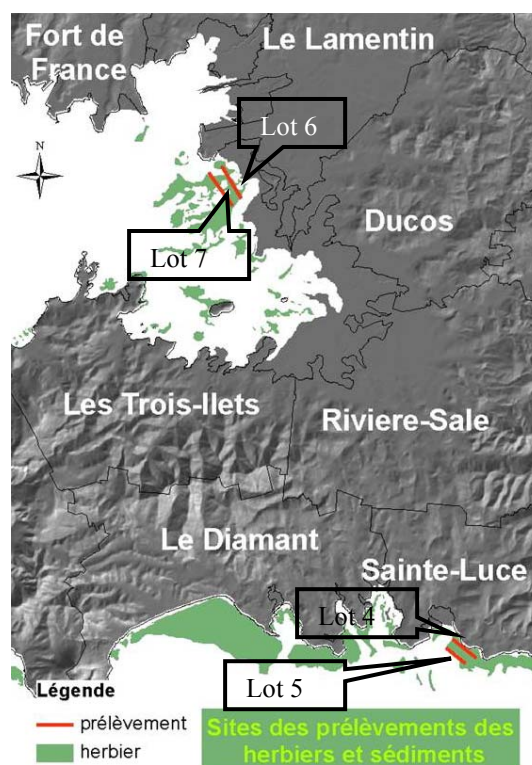 Fort de
France
Le Lamentin
N
Lot 6
Ducos
Lot 7
Les Trois-Ilets
Riviere-Sale
Le Diamant
Sainte-Luce
Lot 4
Lot 5
Légende
prélèvement
herbier
Sites des prélèvements des
herbiers et sédiments